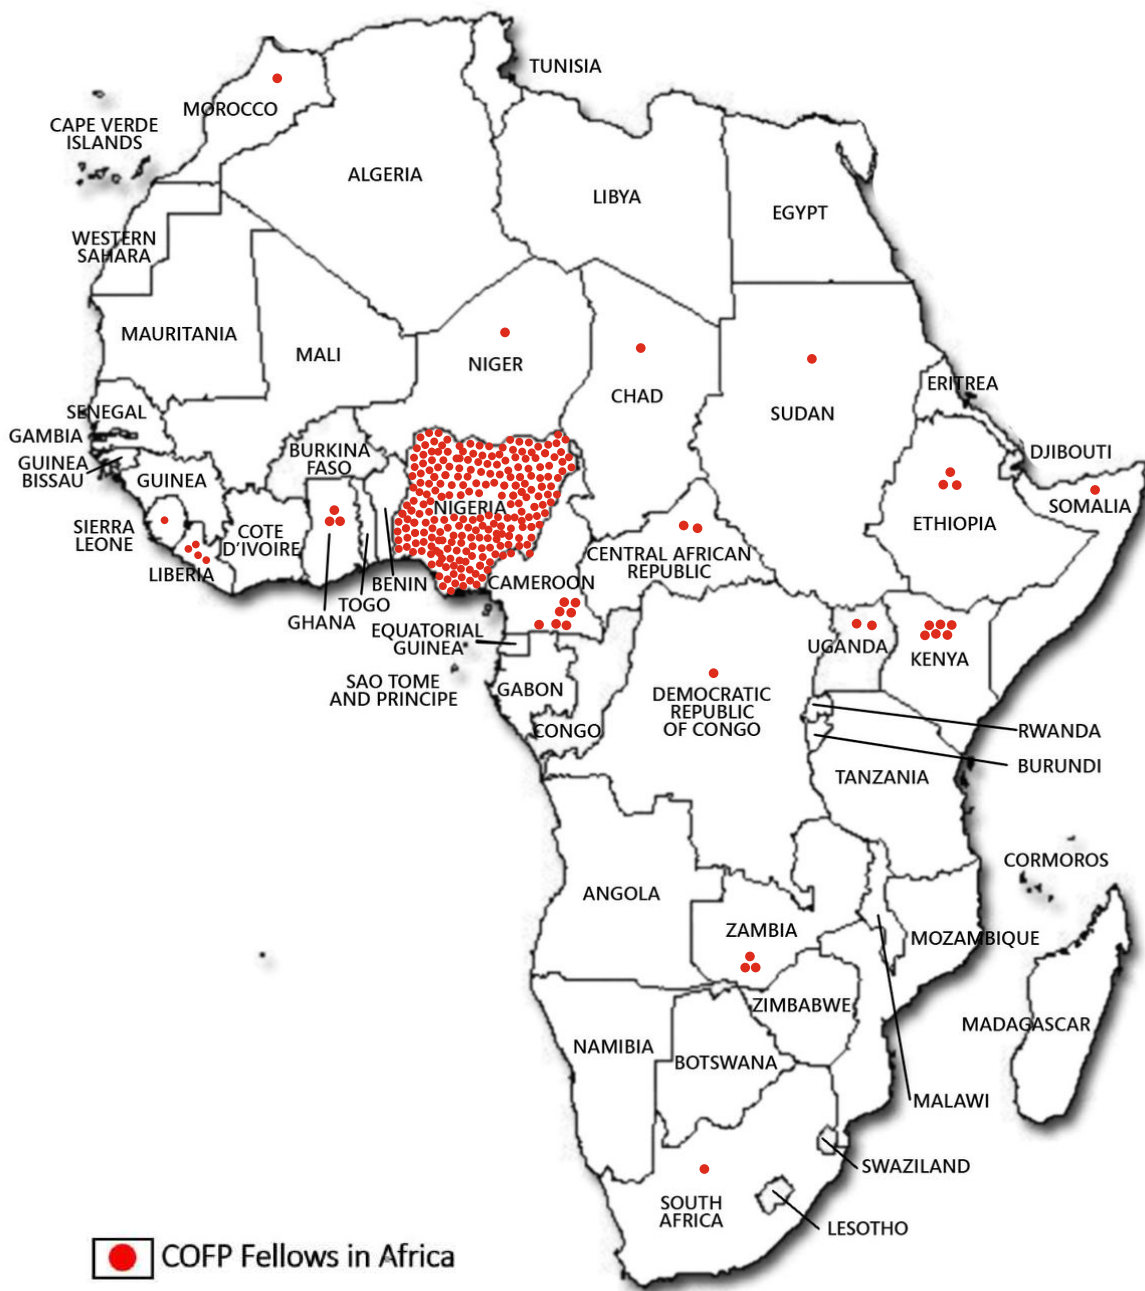 TUNISIA
MOROCCO
CAPE VERDE
ISLANDS
ALGERIA
LIBYA
EGYPT
WESTERN
SAHARA
MAURITANIA
MALI
NIGER
CHAD
SUDAN
ERITREA
SENEGAL
GAMBIA
GUINEA
BISSAU
GUINEA
BURKINA
FASO
DJIBOUTI
NIGERIA
SOMALIA
SIERRA
LEONE
COTE
D'IVOIRE
ETHIOPIA
LIBERIA
CENTRAL AFRICAN
REPUBLIC
BENIN
CAMEROON
TOGO
GHANA
EQUATORIAL
GUINEA
UGANDA
KENYA
SAO TOME
AND PRINCIPE
GABON
DEMOCRATIC
REPUBLIC
OF CONGO
CONGO
RWANDA
BURUNDI
TANZANIA
CORMOROS
ANGOLA
ZAMBIA
MOZAMBIQUE
ZIMBABWE
MADAGASCAR
NAMIBIA
BOTSWANA
MALAWI
SWAZILAND
SOUTH
AFRICA
LESOTHO
COFP Fellows in Africa